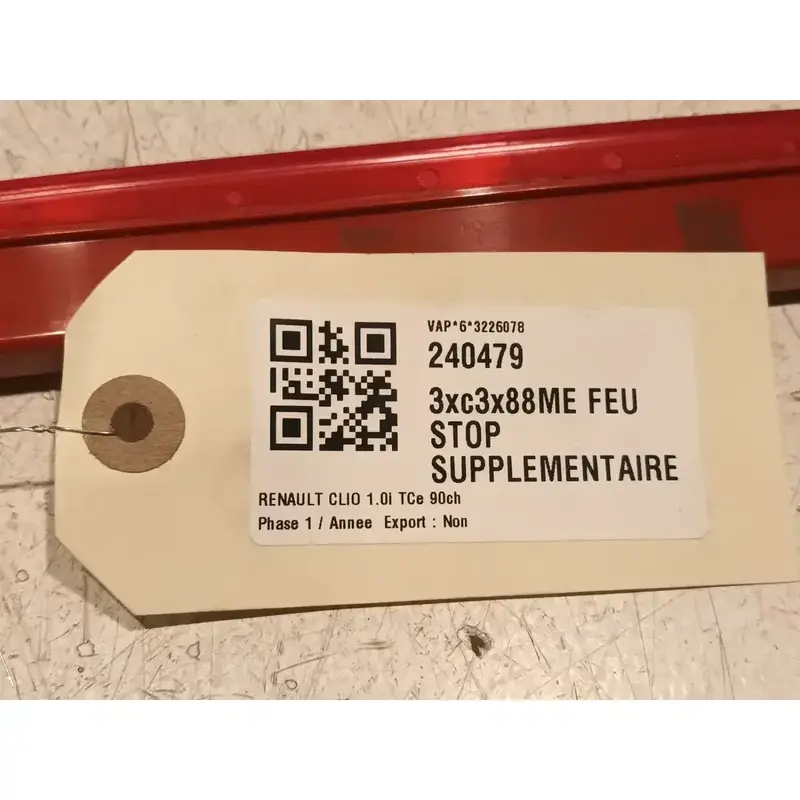 VAP*6*3226078
240479
3xc3x88ME FEU
STOP
SUPPLEMENTAIRE
RENAULT CLIO 1.0i TCe 90ch
Phase 1 / Annee Export : Non